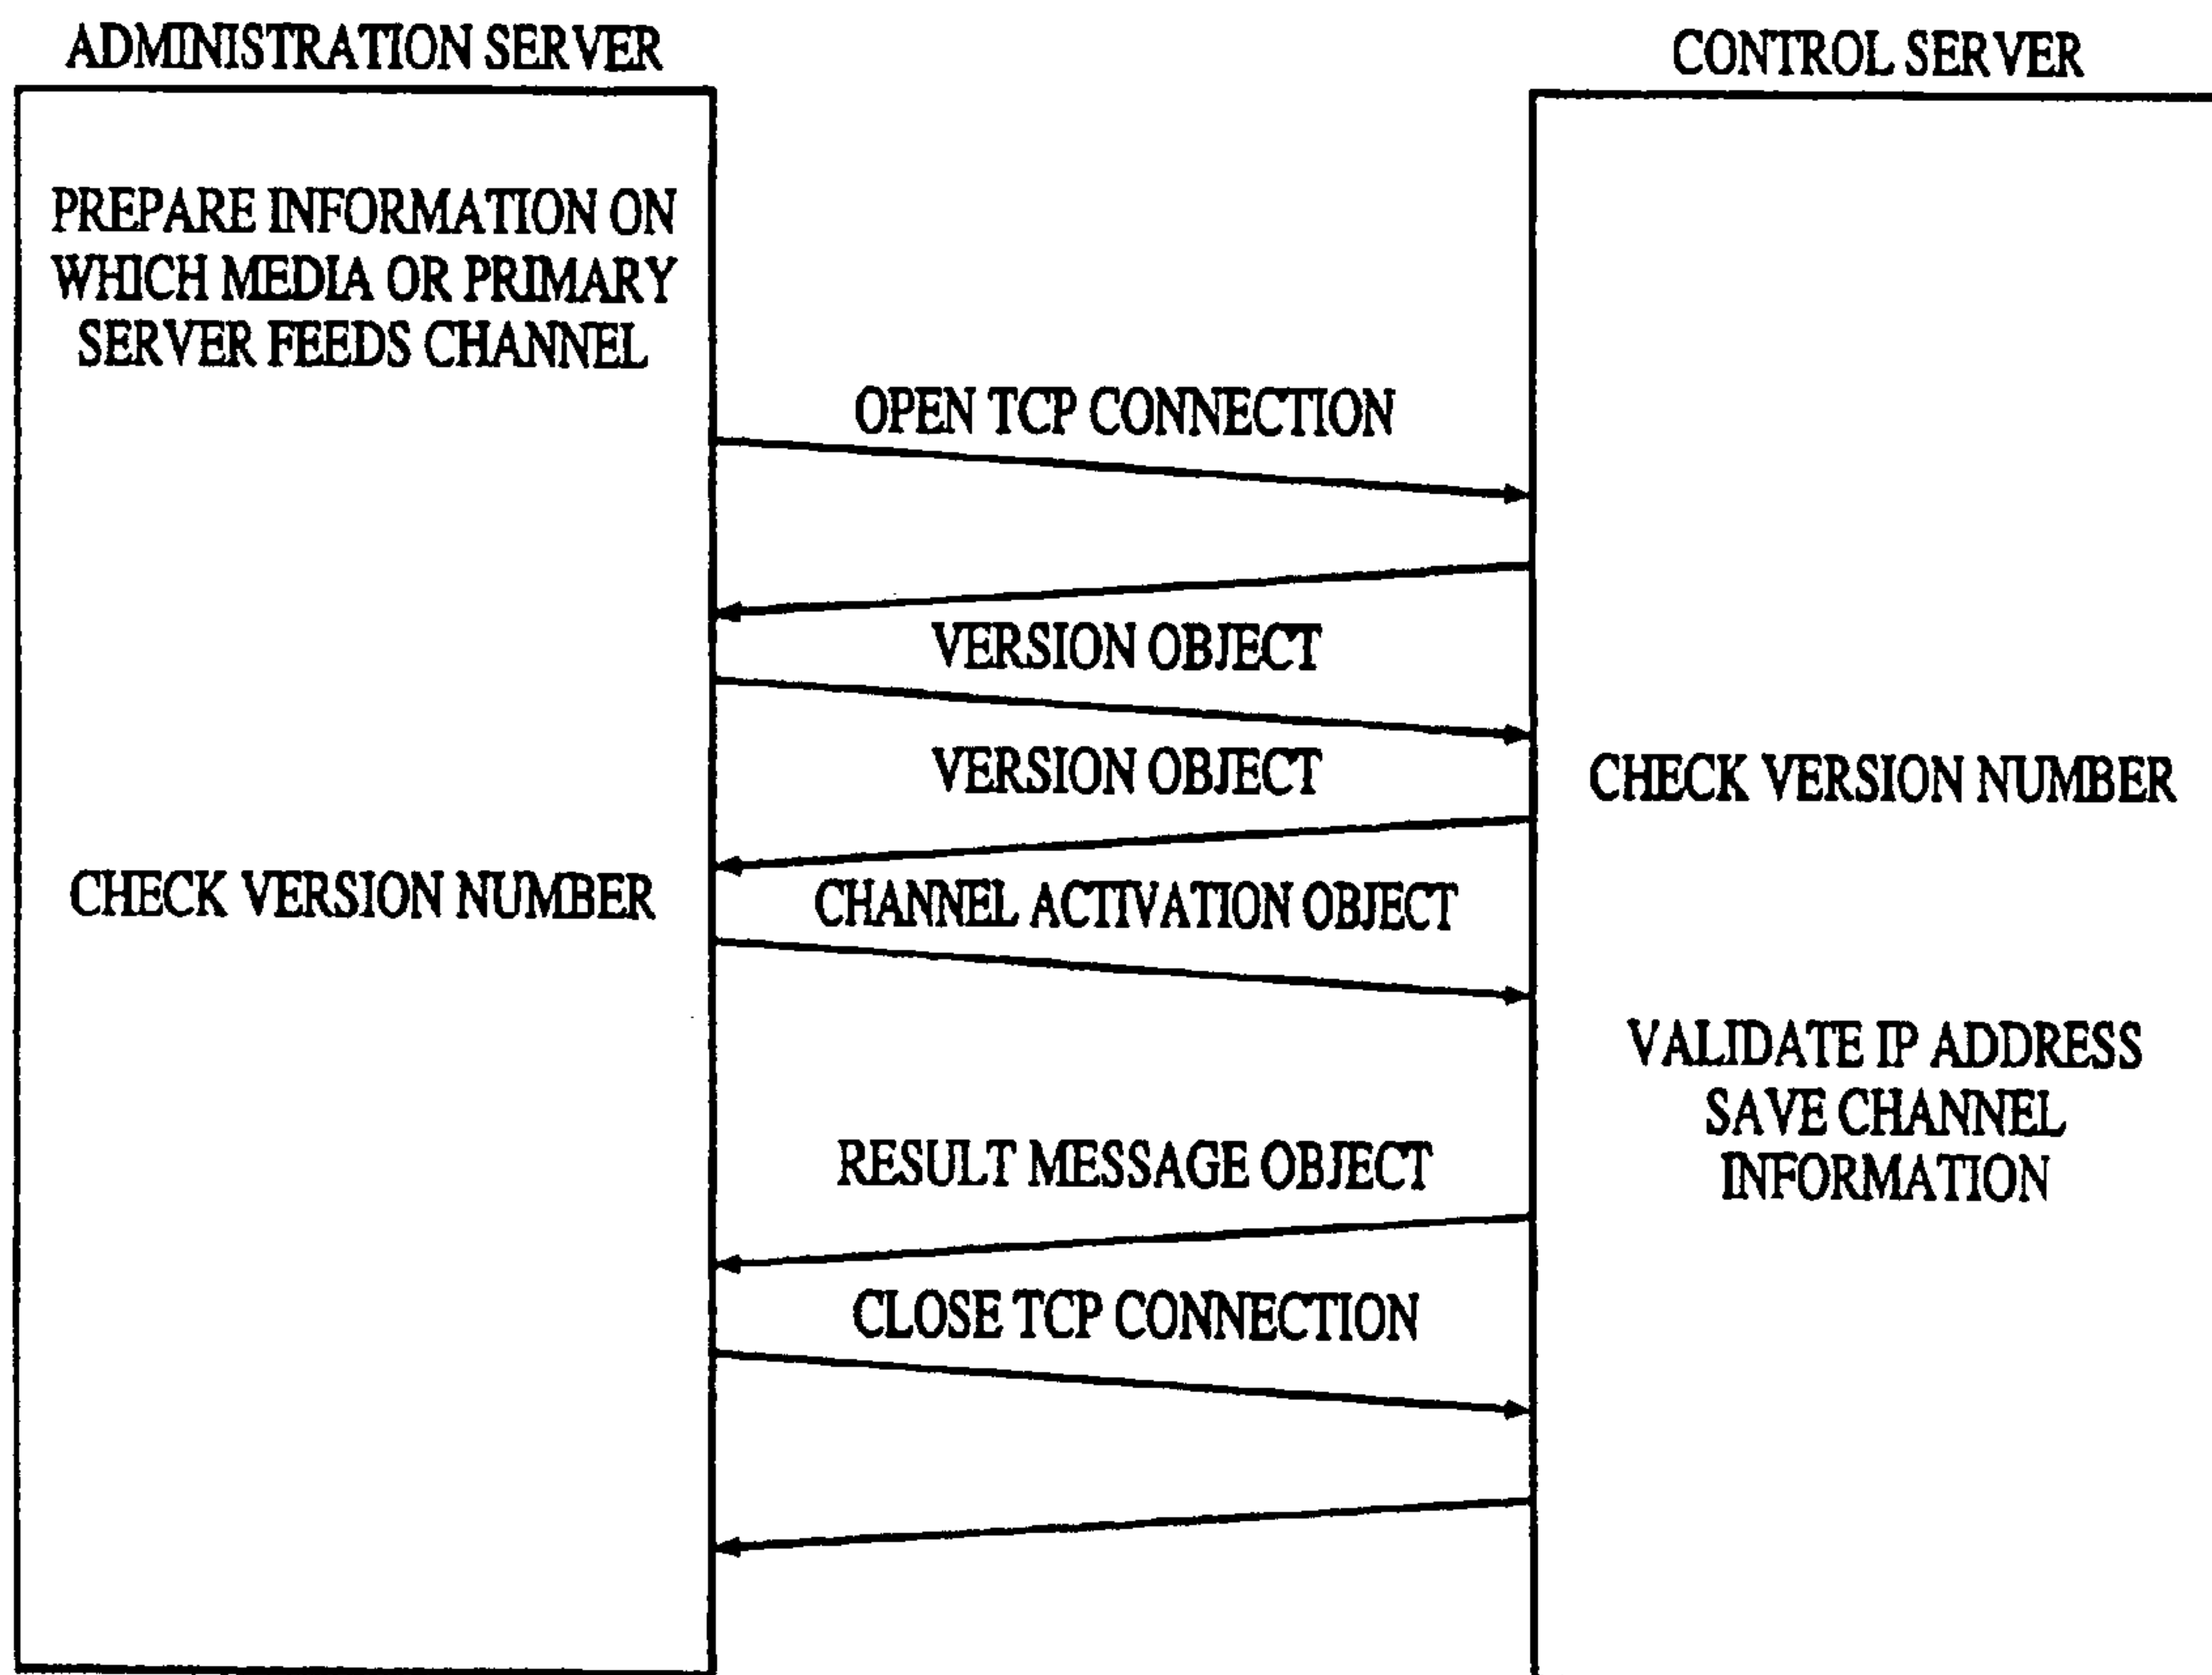 ADMINISTRATION SERVER
CONTROL SERVER
PREPARE INFORMATION ON
WHICH MEDIA OR PRIMARY
SERVER FEEDS CHANNEL
OPEN TCP CONNECTION
VERSION OBJECT
VERSION OBJECT
CHECK VERSION NUMBER
CHECK VERSION NUMBER
CHANNEL ACTIVATION OBJECT
VALIDATE IP ADDRESS
SAVE CHANNEL
INFORMATION
RESULT MESSAGE OBJECT
CLOSE TCP CONNECTION